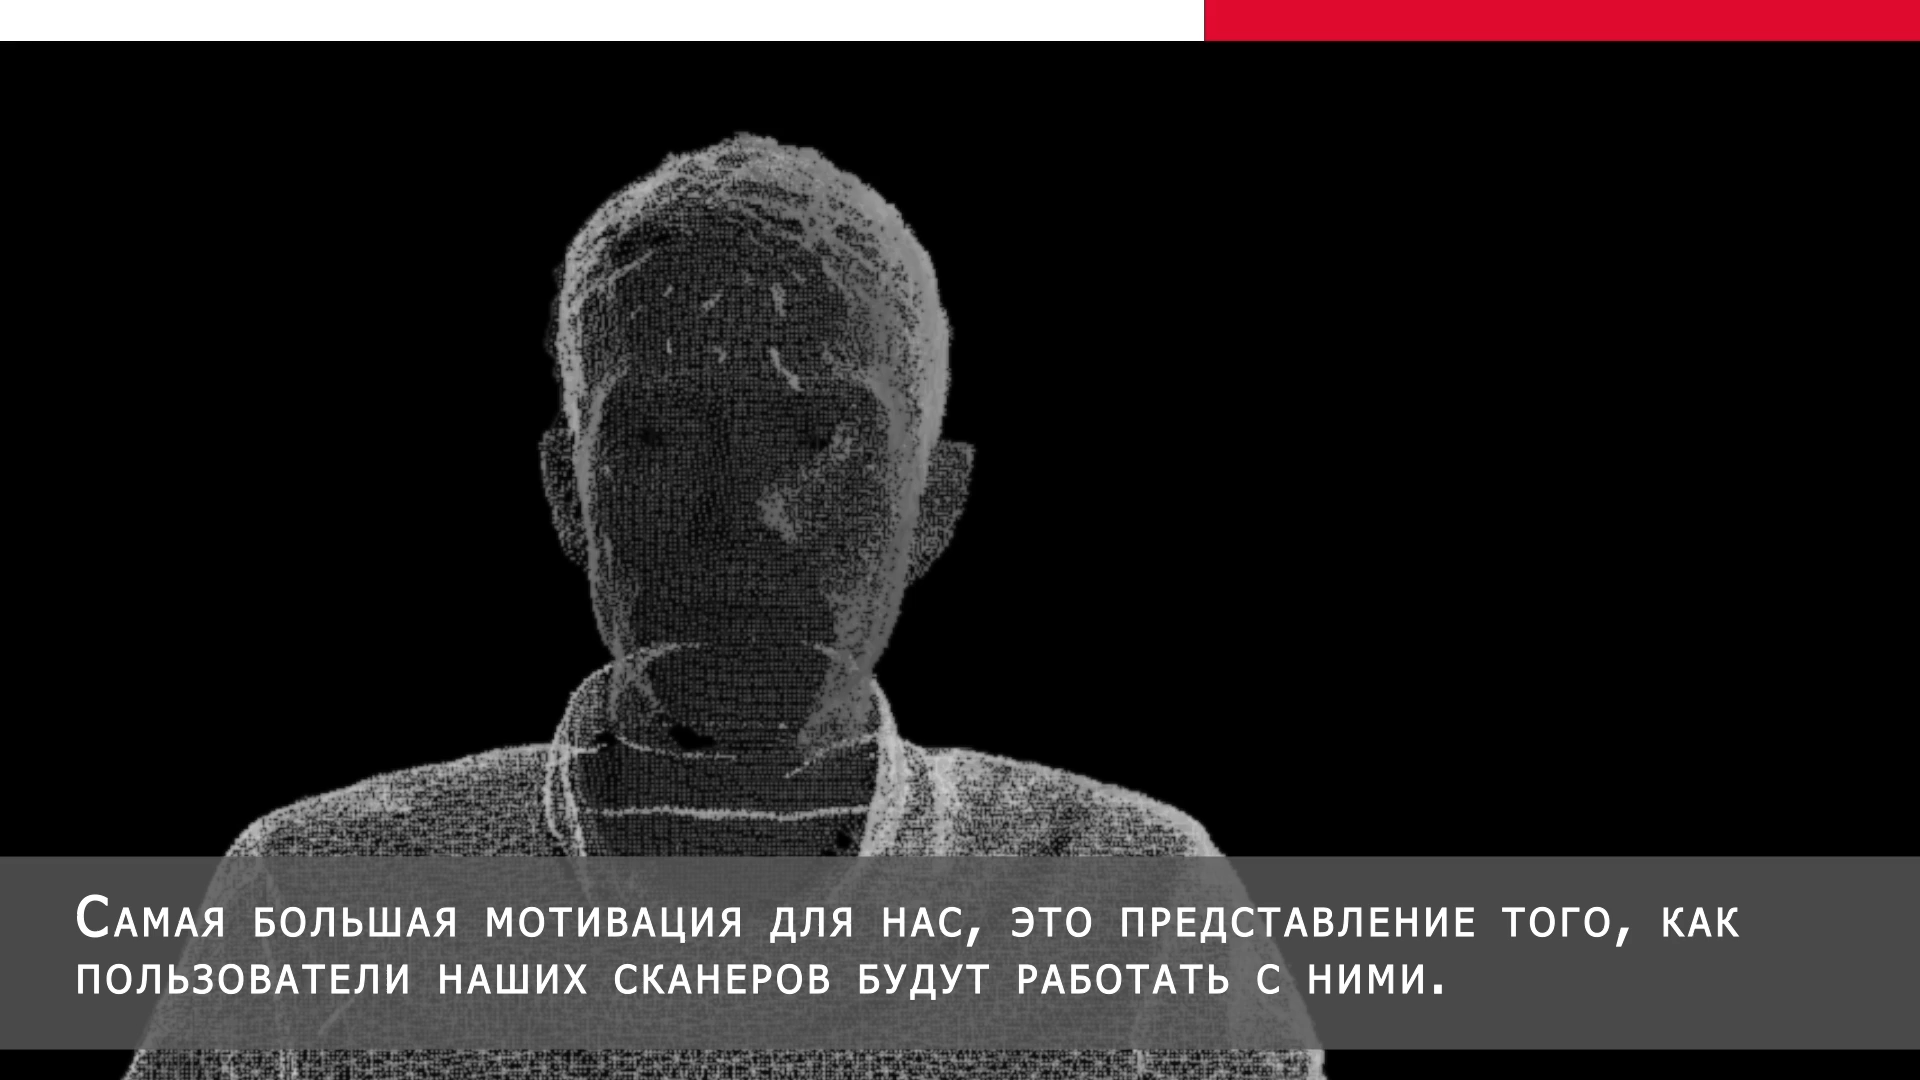 Самая большая мотивация для нас, это представление того, как
пользователи наших сканеров будут работать с ними.